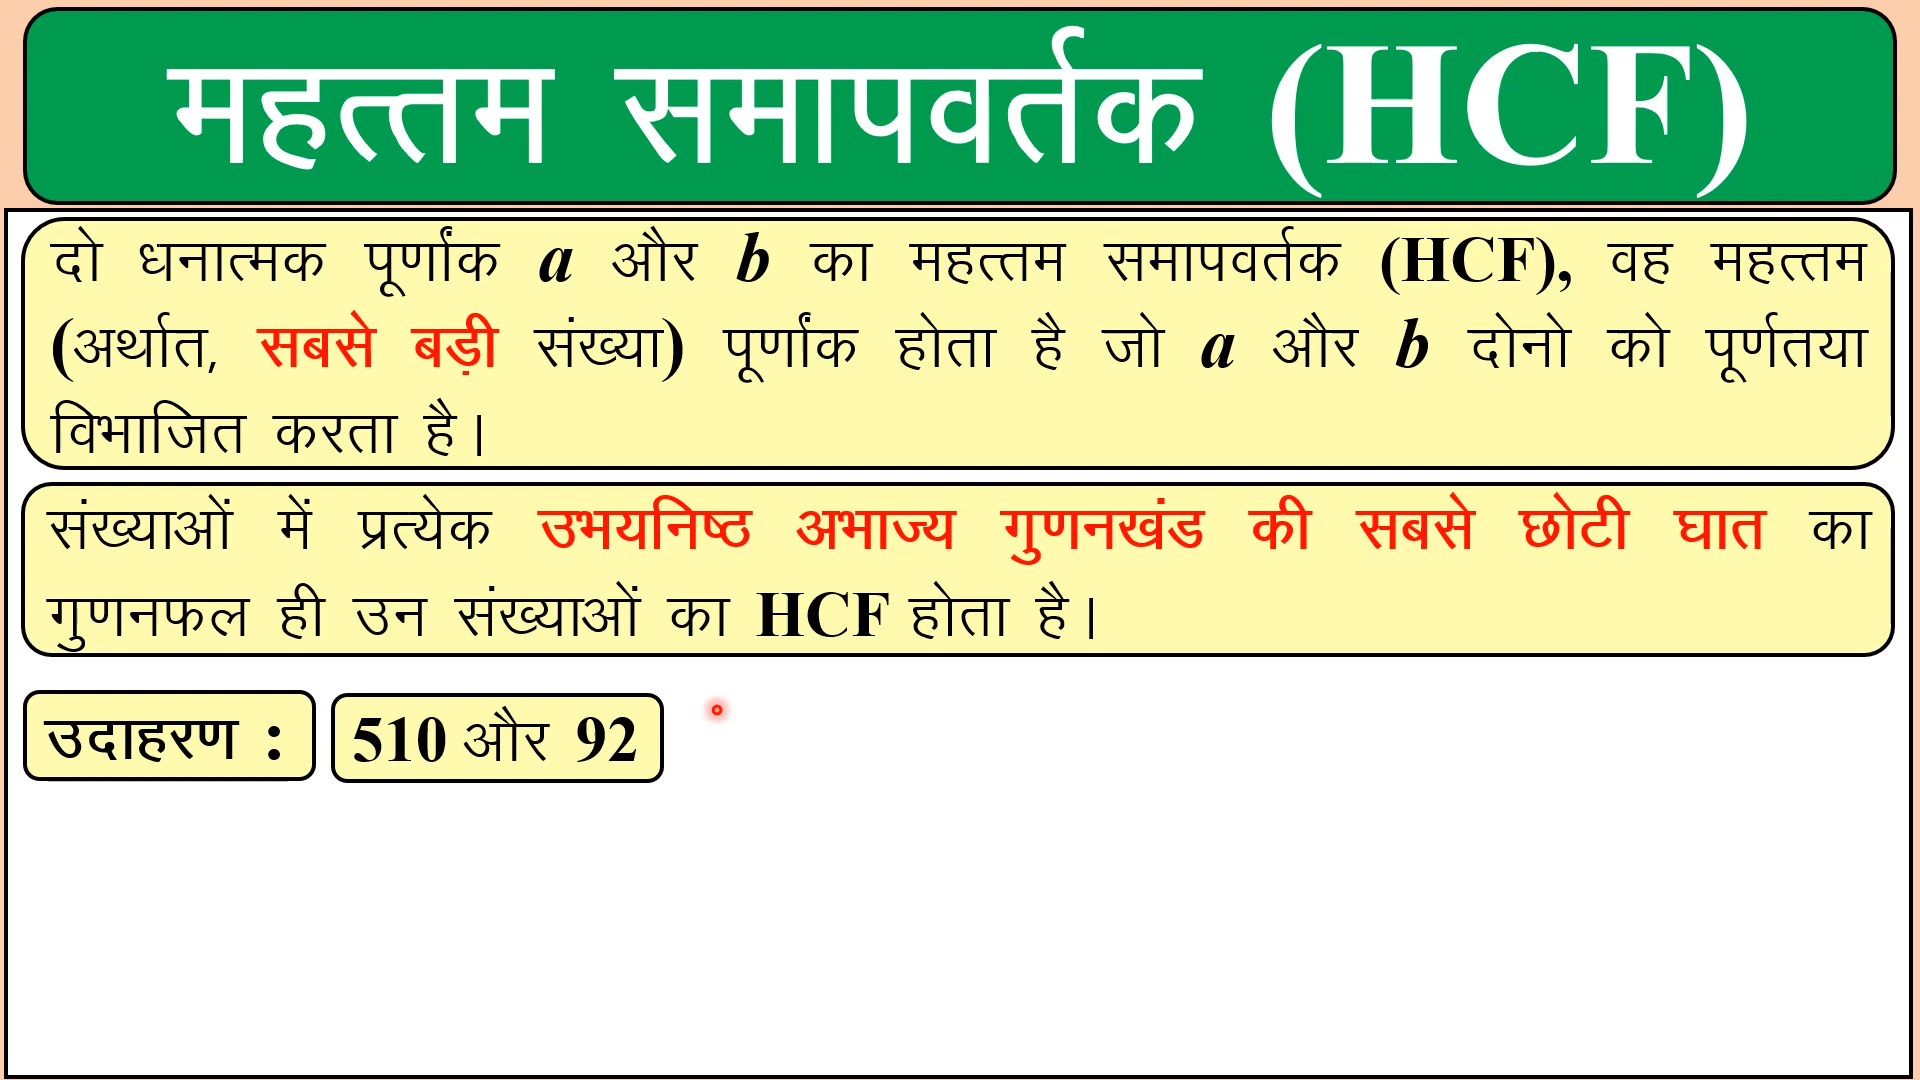 महत्तम समापवर्तक (HCF)
दो धनात्मक पूर्णांक a और b का महत्तम समापवर्तक (HCF), वह महत्तम
(अर्थात, सबसे बड़ी संख्या) पूर्णांक होता है जो a और b दोनो को पूर्णतया
विभाजित करता है।
संख्याओं में प्रत्येक उभयनिष्ठ अभाज्य गुणनखंड की सबसे छोटी घात का
गुणनफल ही उन संख्याओं का HCF होता है।
उदाहरण : 510 और 92